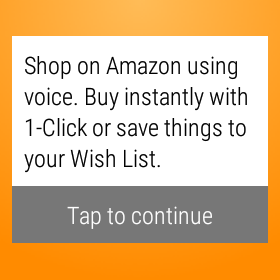 Shop on Amazon using
voice. Buy instantly with
1-Click or save things to
your Wish List.
Tap to continue